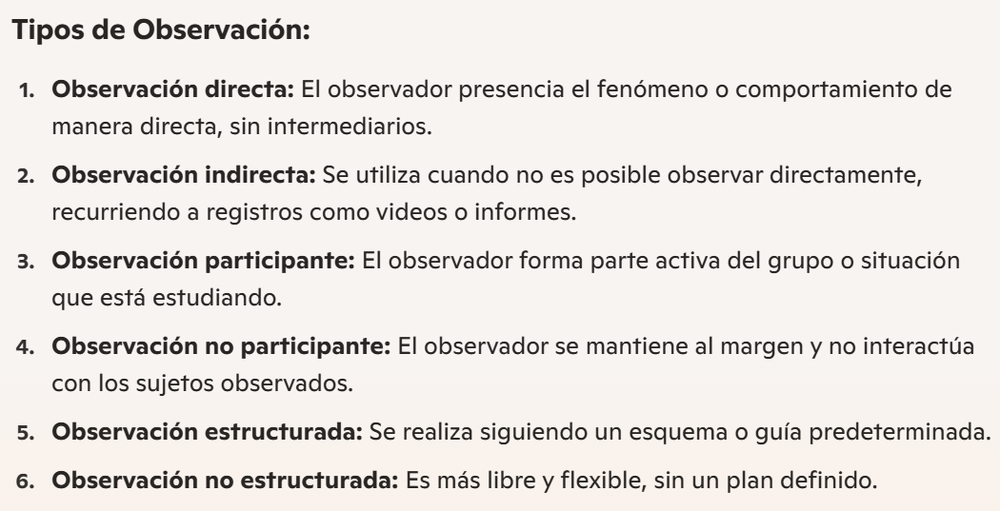 Tipos de Observación:
1. Observación directa: El observador presencia el fenómeno o comportamiento de
manera directa, sin intermediarios.
2. Observación indirecta: Se utiliza cuando no es posible observar directamente,
recurriendo a registros como videos o informes.
3. Observación participante: El observador forma parte activa del grupo o situación
que está estudiando.
4. Observación no participante: El observador se mantiene al margen y no interactúa
con los sujetos observados.
5. Observación estructurada: Se realiza siguiendo un esquema o guía predeterminada.
6. Observación no estructurada: Es más libre y flexible, sin un plan definido.